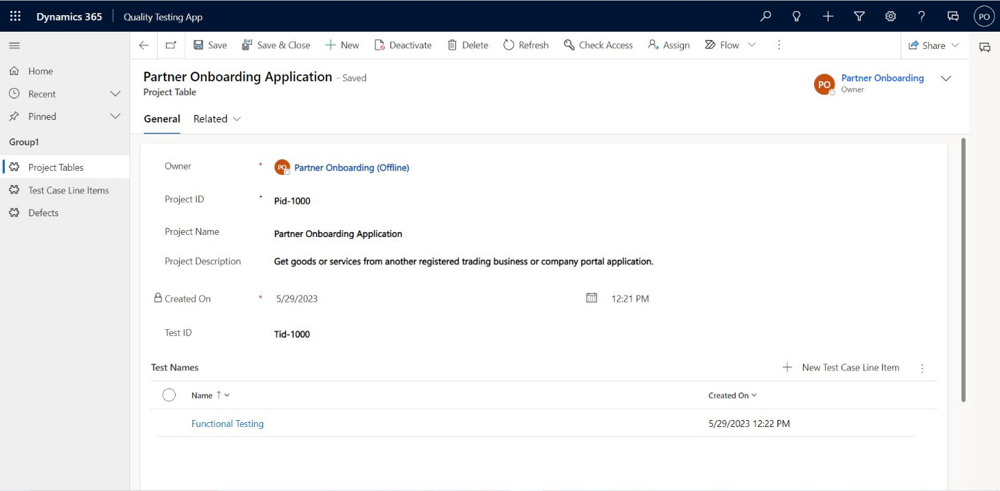 Dynamics 365 Quality Testing App PO
Save Save & Close New Deactivate Delete Refresh Check Access Assign Flow Share
Home
Recent
Pinned
Group1
Project Tables
Test Case Line Items
Defects
Partner Onboarding Application - Saved
Project Table
PO Partner Onboarding
Owner
General Related
Owner * PO Partner Onboarding (Offline)
Project ID + Pid-1000
Project Name Partner Onboarding Application
Project Description Get goods or services from another registered trading business or company portal application.
Created On * 5/29/2023 12:21 PM
Test ID Tid-1000
Test Names New Test Case Line Item
Name ↑ Created On
Functional Testing 5/29/2023 12:22 PM